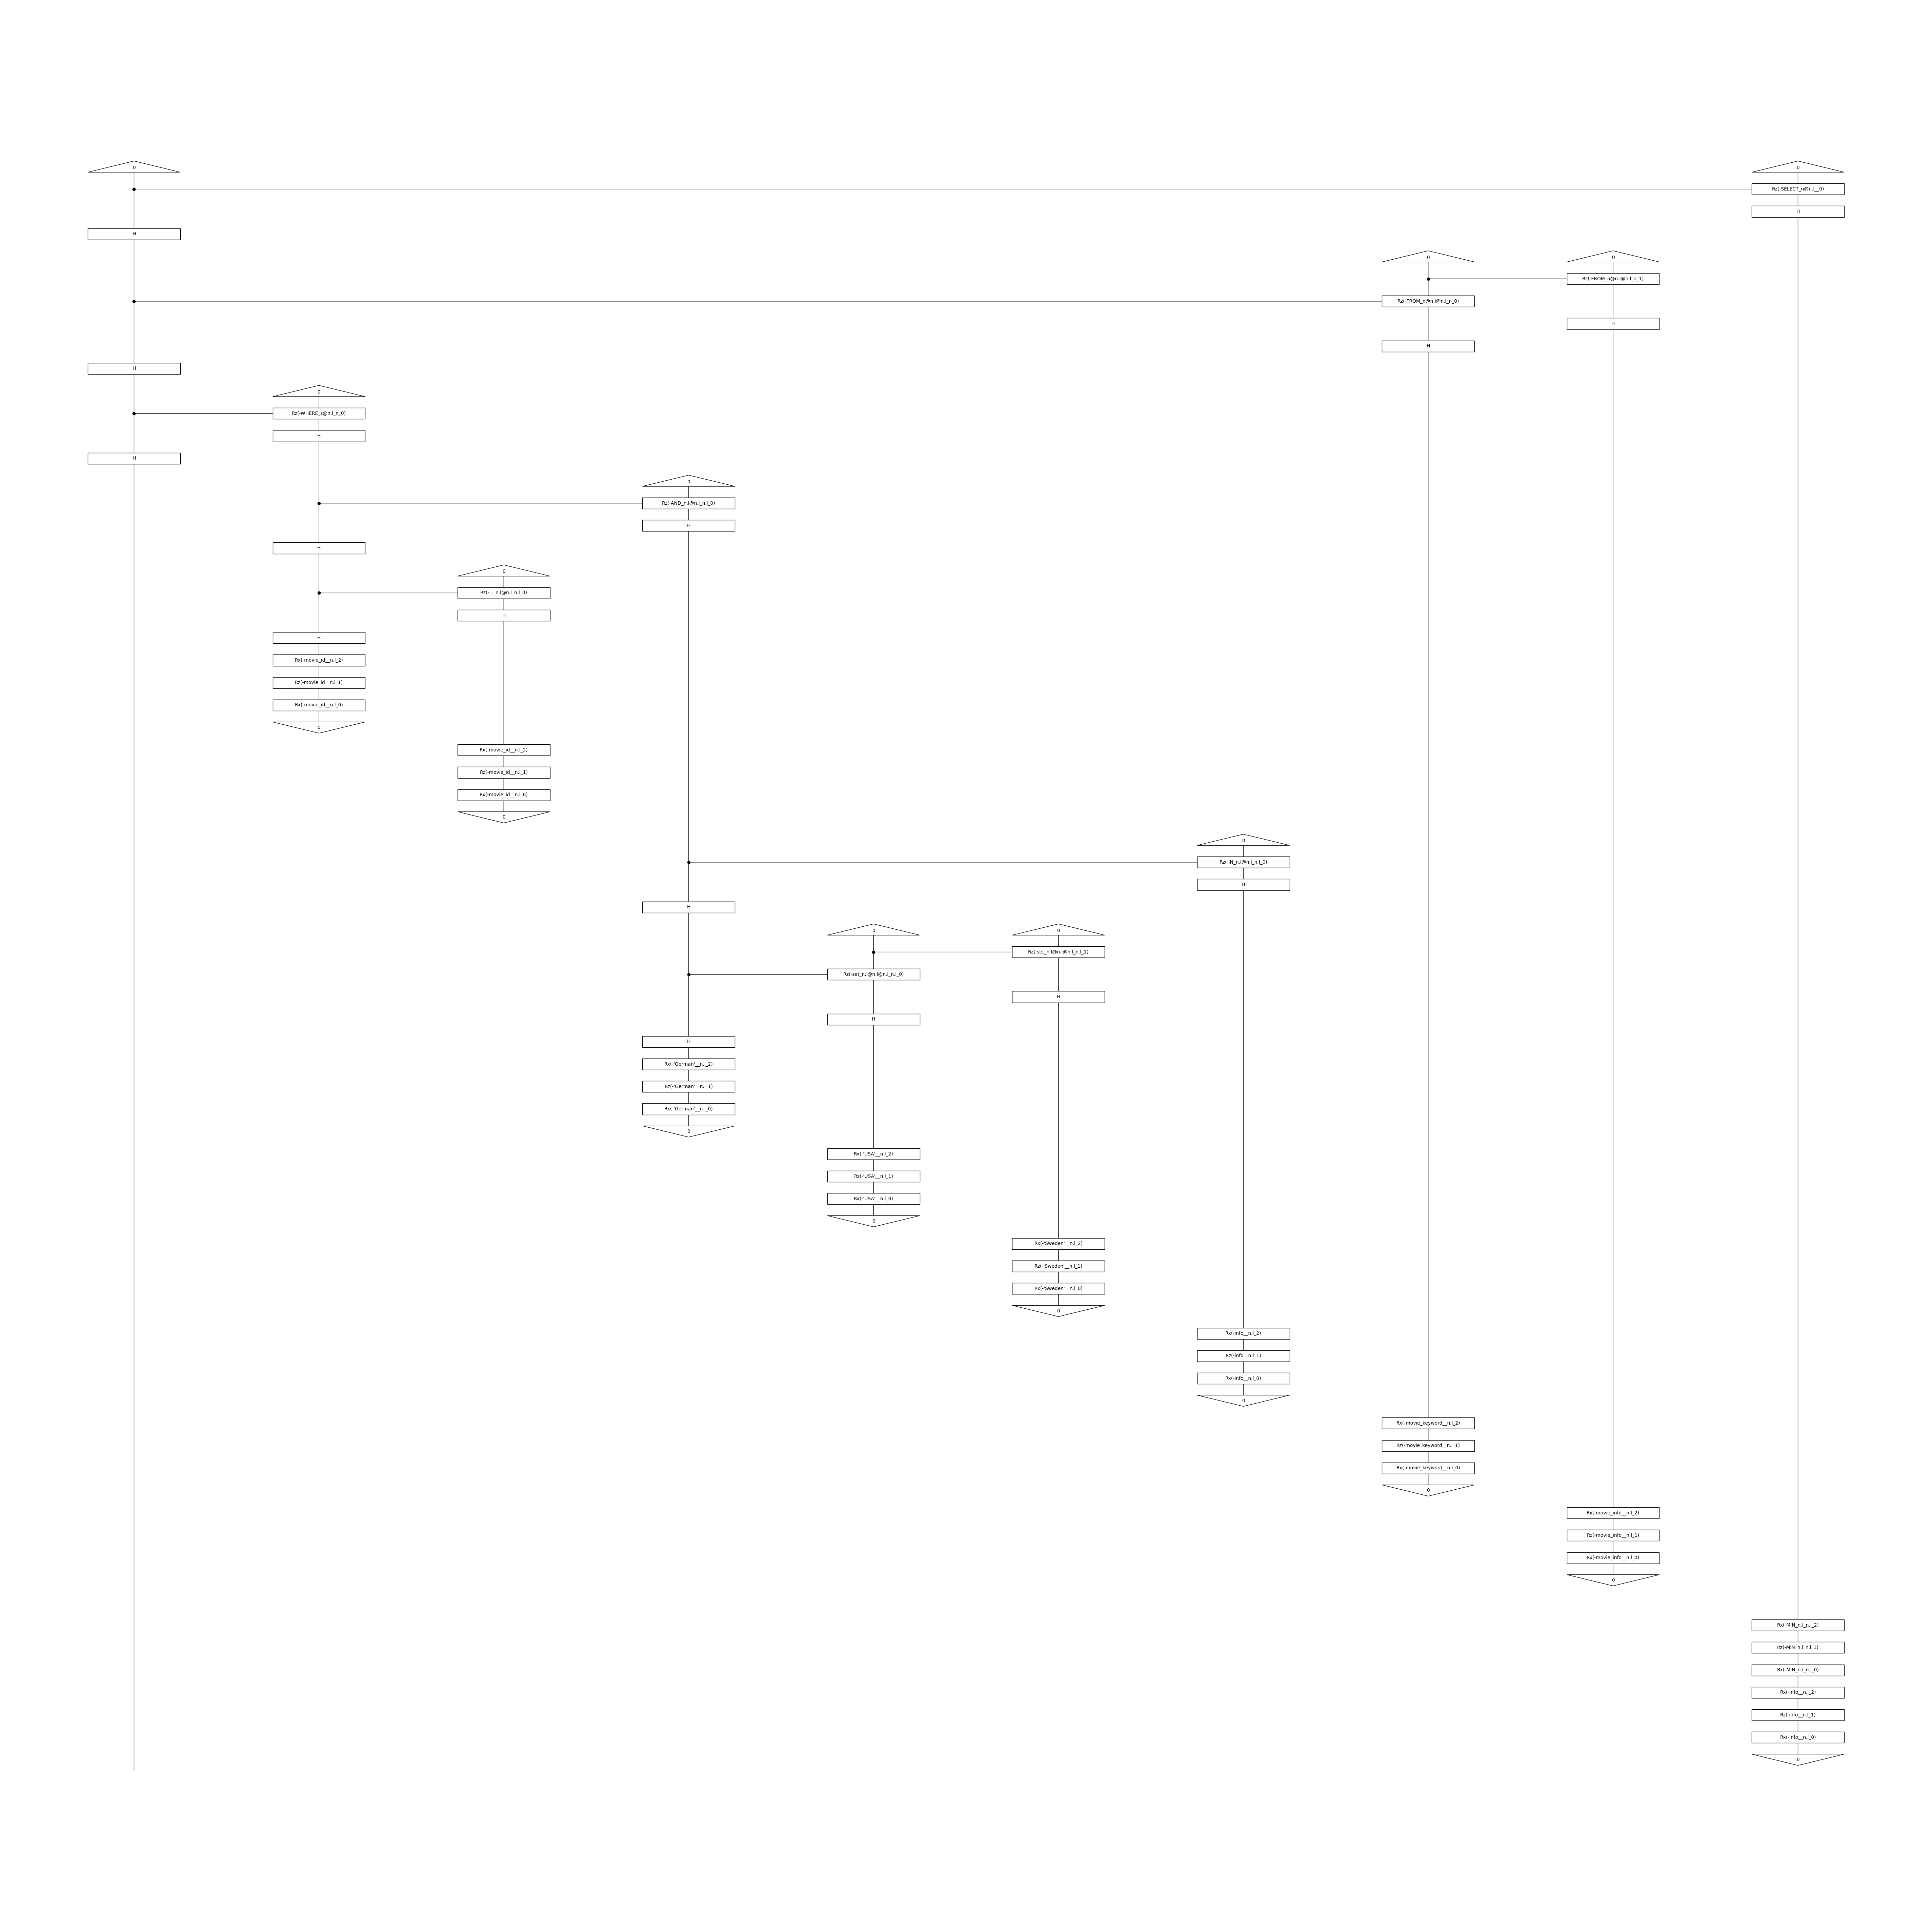 0 0
Rz(-SELECT_n@n.l__0)
H
H
0 0
Rz(-FROM_n@n.l@n.l_n_1)
Rz(-FROM_n@n.l@n.l_n_0)
H
H
H
0
Rz(-WHERE_s@n.l_n_0)
H
H
0
Rz(-AND_n.l@n.l_n.l_0)
H
H
0
Rz(-=_n.l@n.l_n.l_0)
H
H
Rx(-movie_id__n.l_2)
Rz(-movie_id__n.l_1)
Rx(-movie_id__n.l_0)
0
Rx(-movie_id__n.l_2)
Rz(-movie_id__n.l_1)
Rx(-movie_id__n.l_0)
0
0
Rz(-IN_n.l@n.l_n.l_0)
H
H
0 0
Rz(-set_n.l@n.l@n.l_n.l_1)
Rz(-set_n.l@n.l@n.l_n.l_0)
H
H
H
Rx(-'German'__n.l_2)
Rz(-'German'__n.l_1)
Rx(-'German'__n.l_0)
0
Rx(-'USA'__n.l_2)
Rz(-'USA'__n.l_1)
Rx(-'USA'__n.l_0)
0
Rx(-'Sweden'__n.l_2)
Rz(-'Sweden'__n.l_1)
Rx(-'Sweden'__n.l_0)
0
Rx(-info__n.l_2)
Rz(-info__n.l_1)
Rx(-info__n.l_0)
0
Rx(-movie_keyword__n.l_2)
Rz(-movie_keyword__n.l_1)
Rx(-movie_keyword__n.l_0)
0
Rx(-movie_info__n.l_2)
Rz(-movie_info__n.l_1)
Rx(-movie_info__n.l_0)
0
Rx(-MIN_n.l_n.l_2)
Rz(-MIN_n.l_n.l_1)
Rx(-MIN_n.l_n.l_0)
Rx(-info__n.l_2)
Rz(-info__n.l_1)
Rx(-info__n.l_0)
0